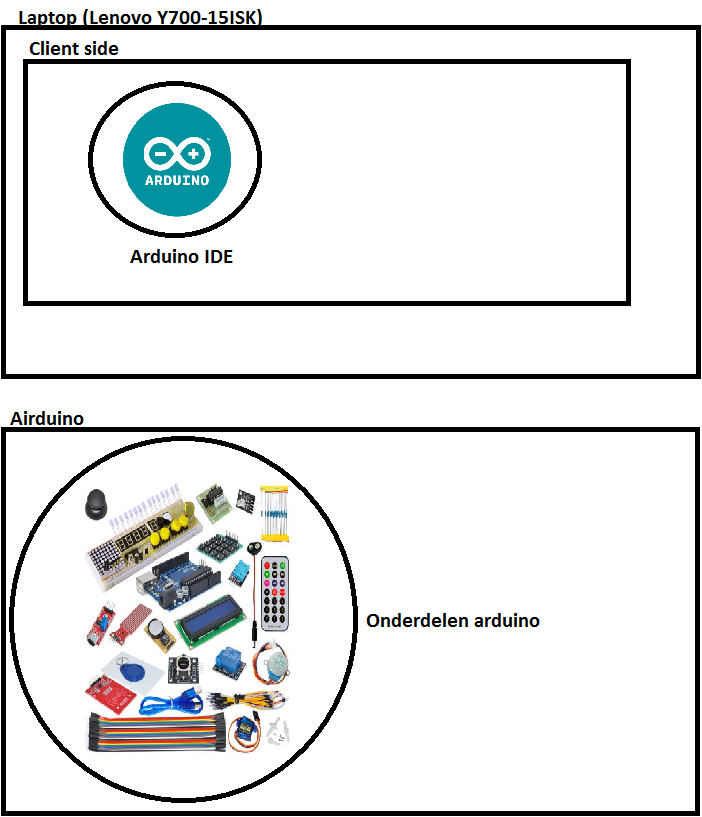 Laptop (Lenovo Y700-15ISK)
Client side
ARDUINO
Arduino IDE
Airduino
Onderdelen arduino